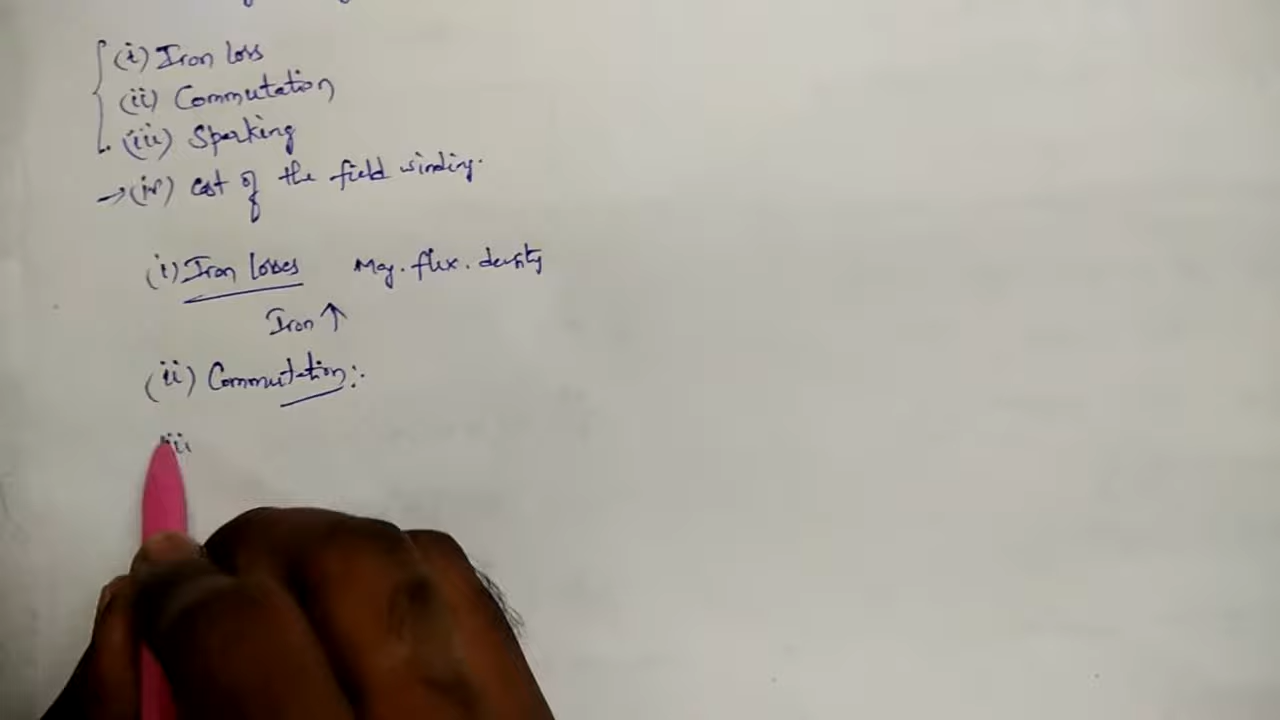 (i) Iron loss
(ii) Commutation
(iii) Sparking
→(iv) cost of the field winding.
(i) Iron losses Mag. flux. density
Iron ↑
(ii) Commutation:-
iii